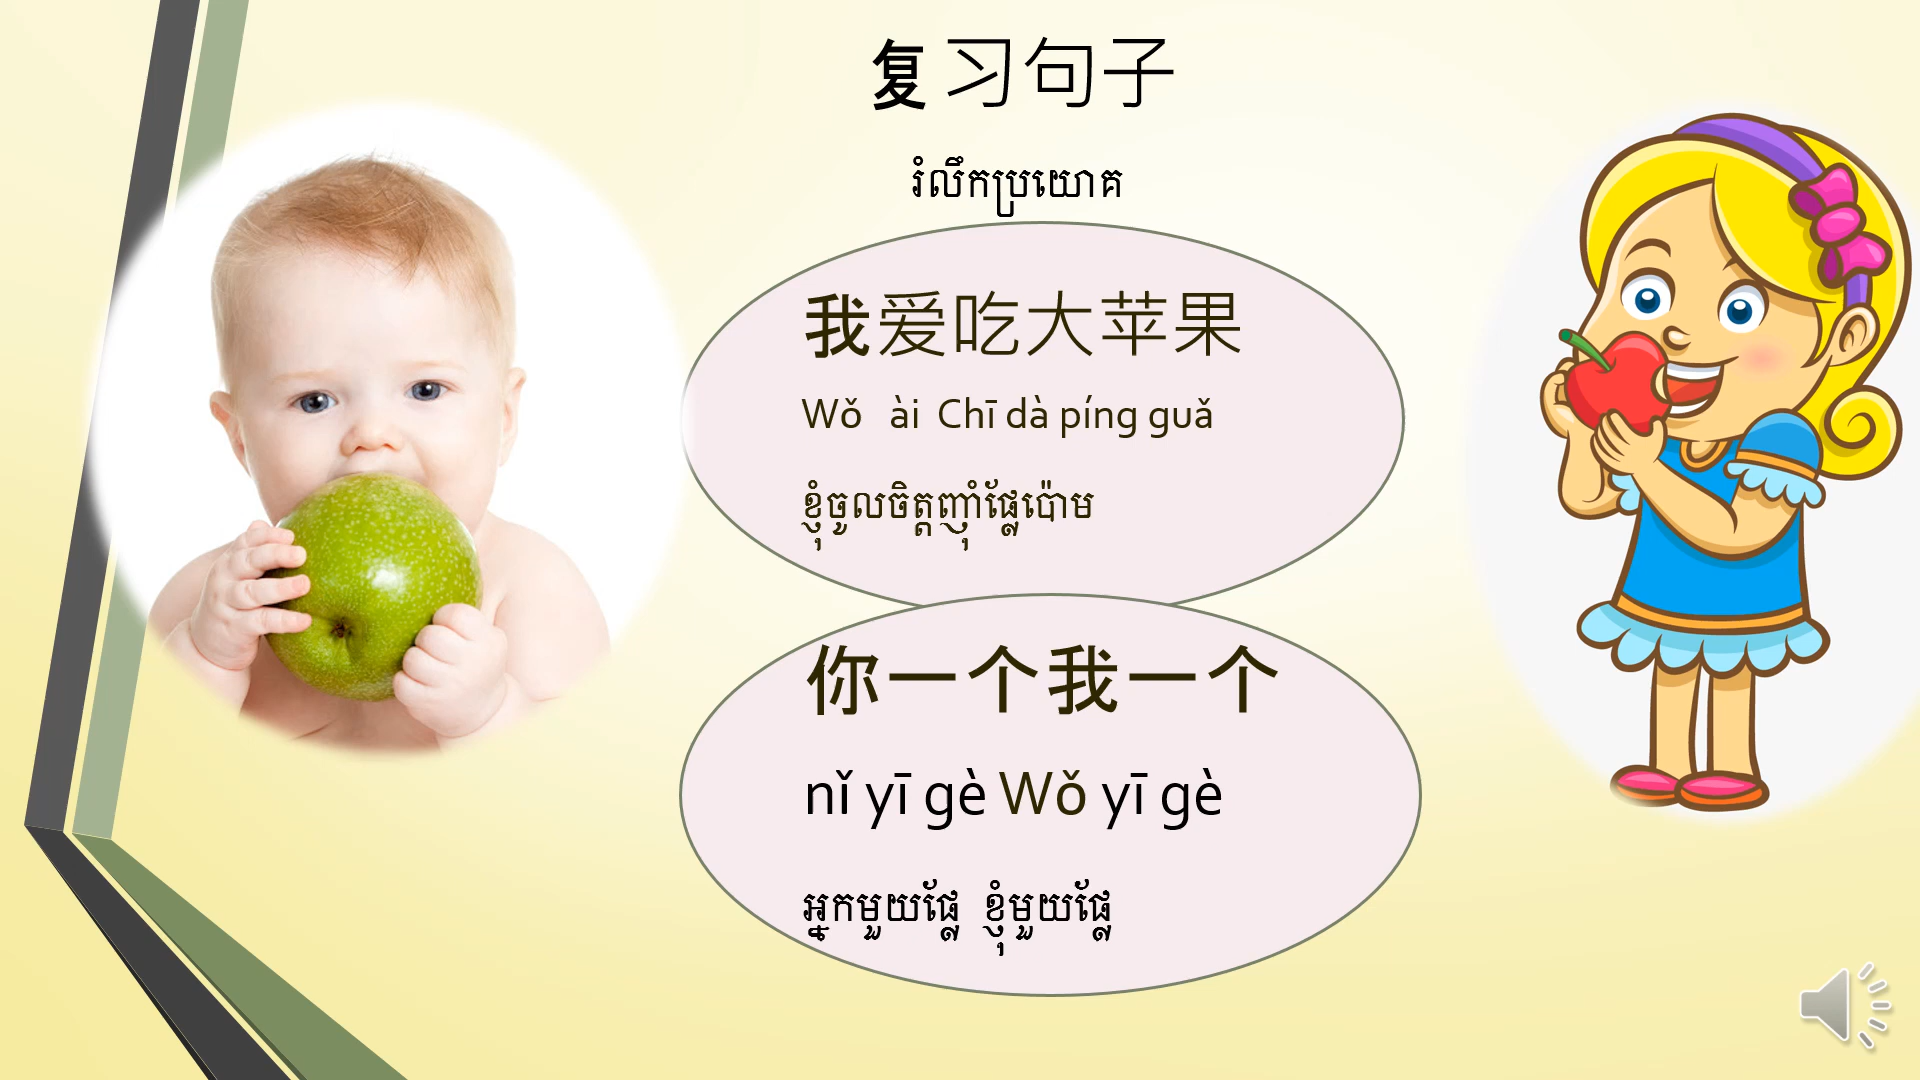 复习句子
រំលឹកប្រយោគ
我爱吃大苹果
Wǒ ài Chī dà píng guǎ
ខ្ញុំចូលចិត្តញ៉ាំផ្លែប៉ោម
你一个我一个
nǐ yī gè Wǒ yī gè
អ្នកមួយផ្លែ ខ្ញុំមួយផ្លែ